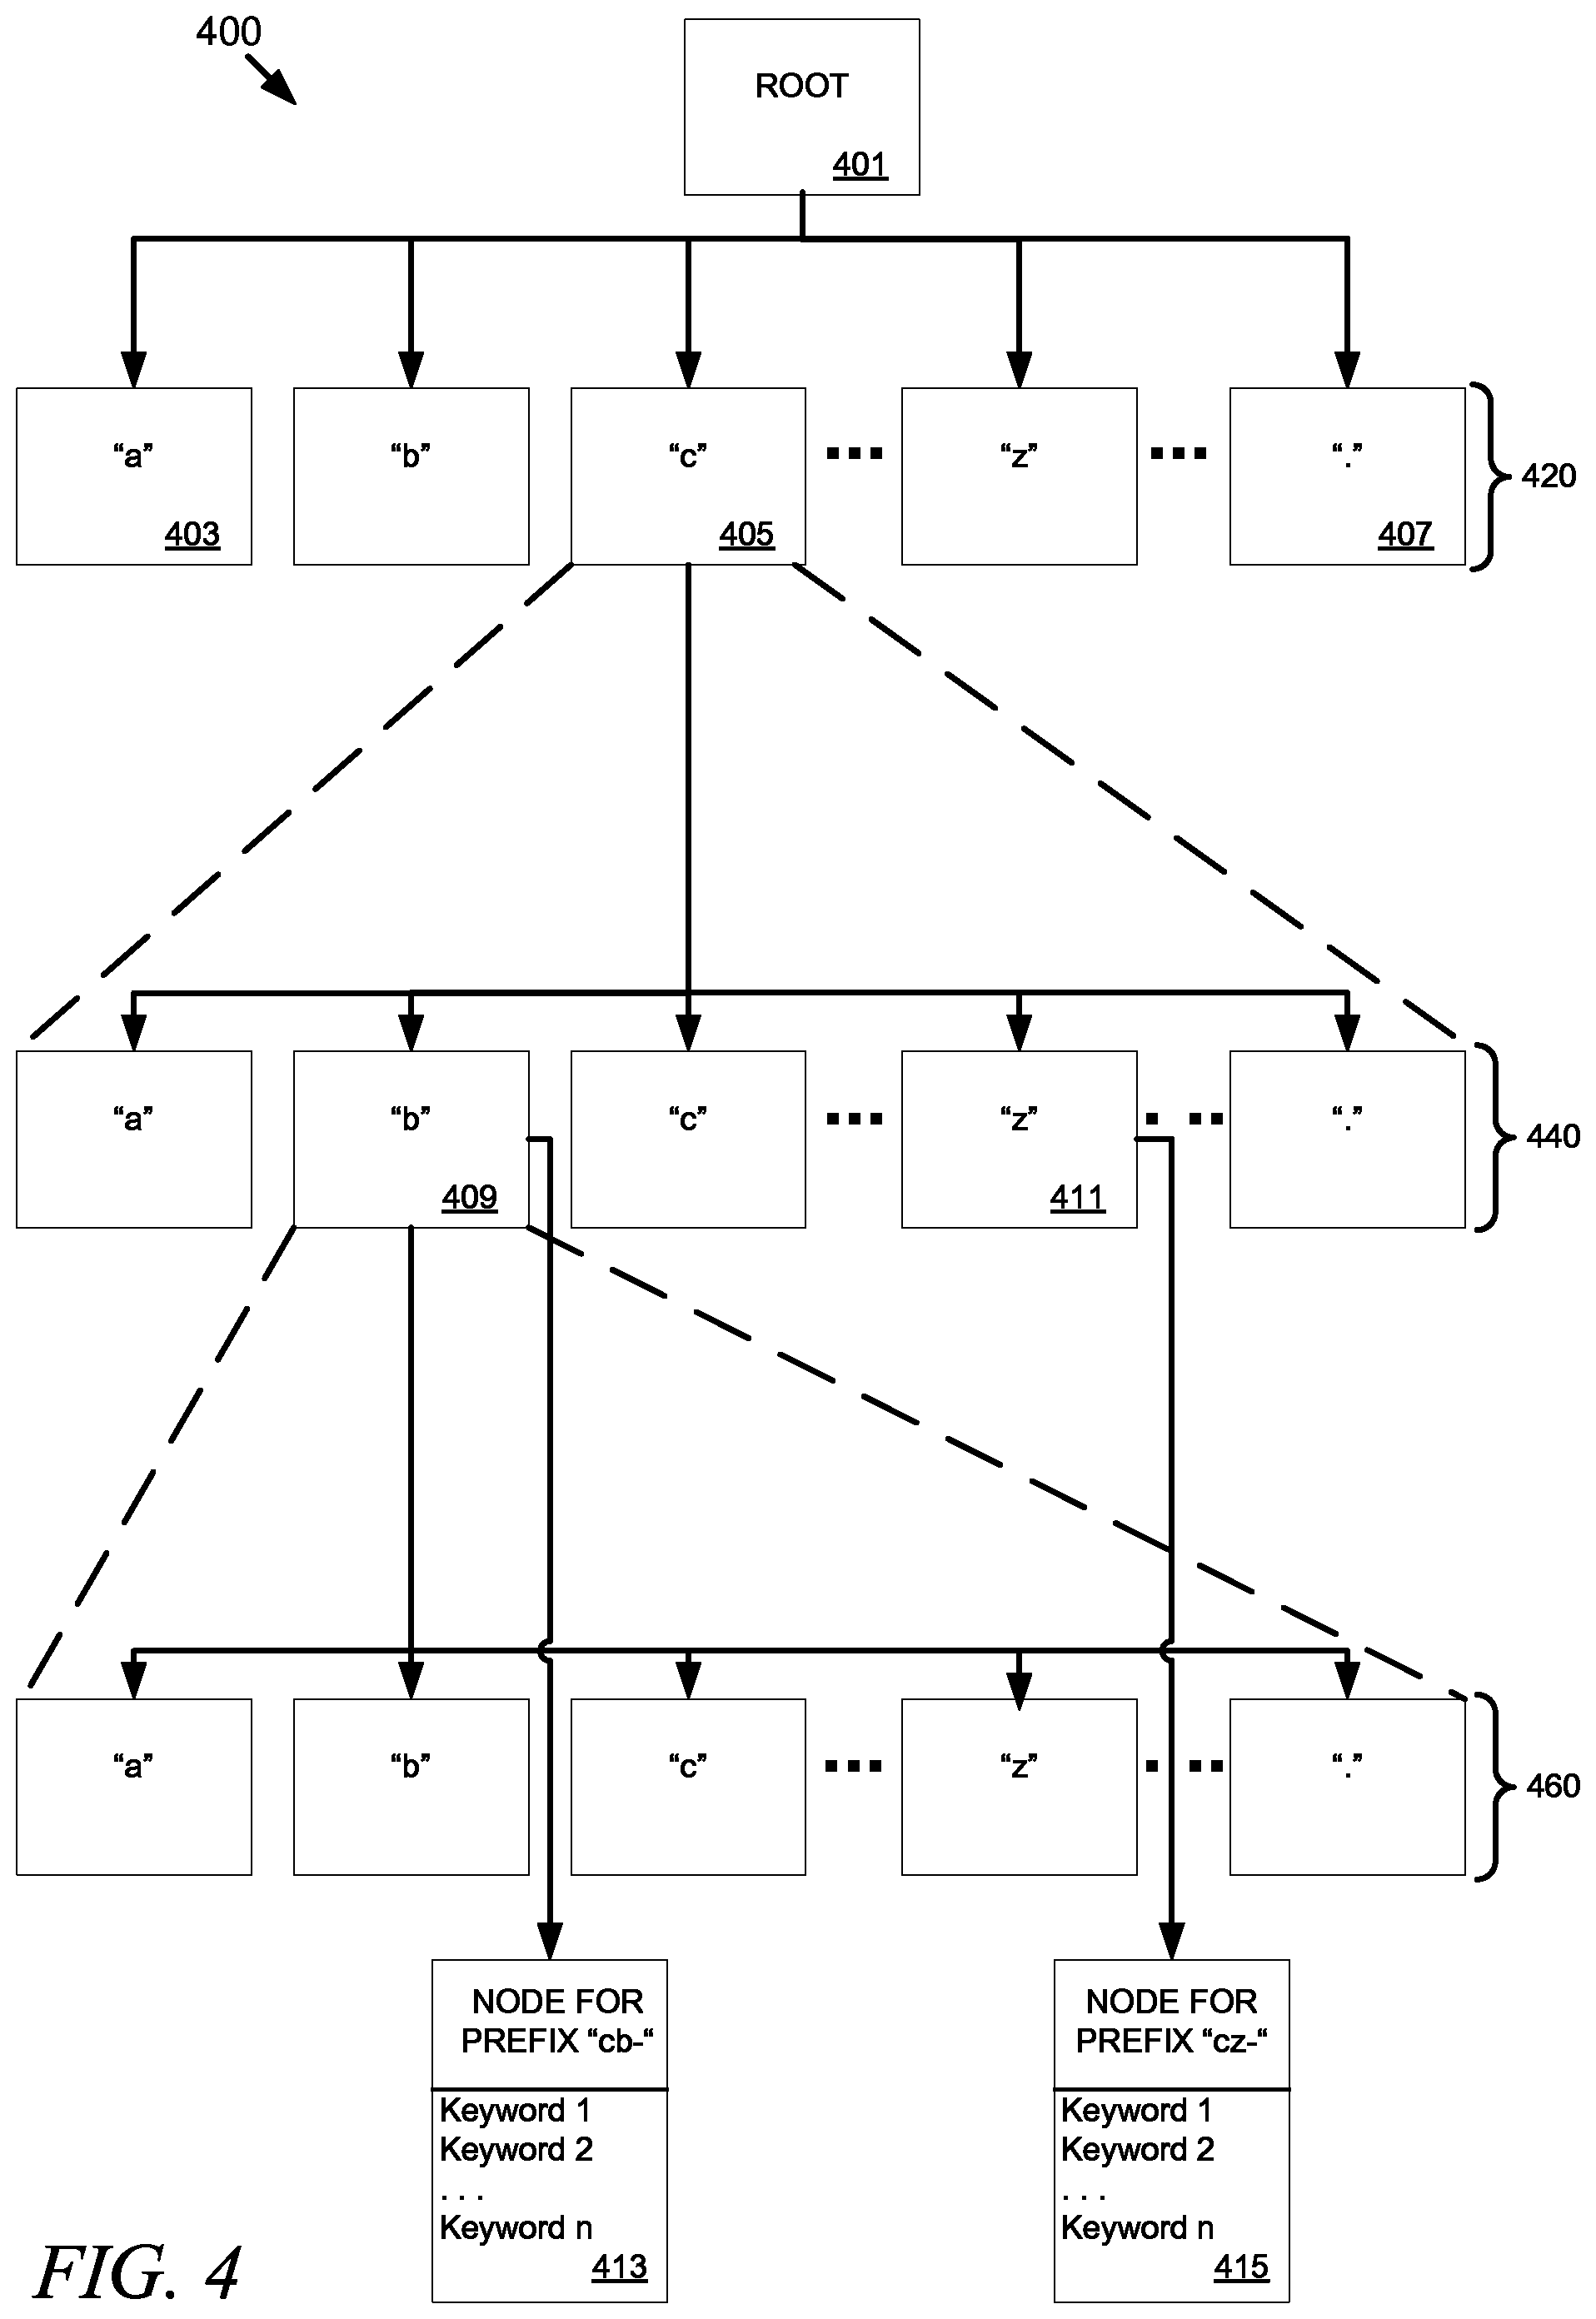 400
ROOT
401
“a” “b” “c” ... “z” ... “.”
403 405 407
420
“a” “b” “c” ... “z” . .. “.”
409 411
440
“a” “b” “c” ... “z” . .. “.”
460
NODE FOR
PREFIX “cb-“
Keyword 1
Keyword 2
. . .
Keyword n
413
NODE FOR
PREFIX “cz-“
Keyword 1
Keyword 2
. . .
Keyword n
415
FIG. 4